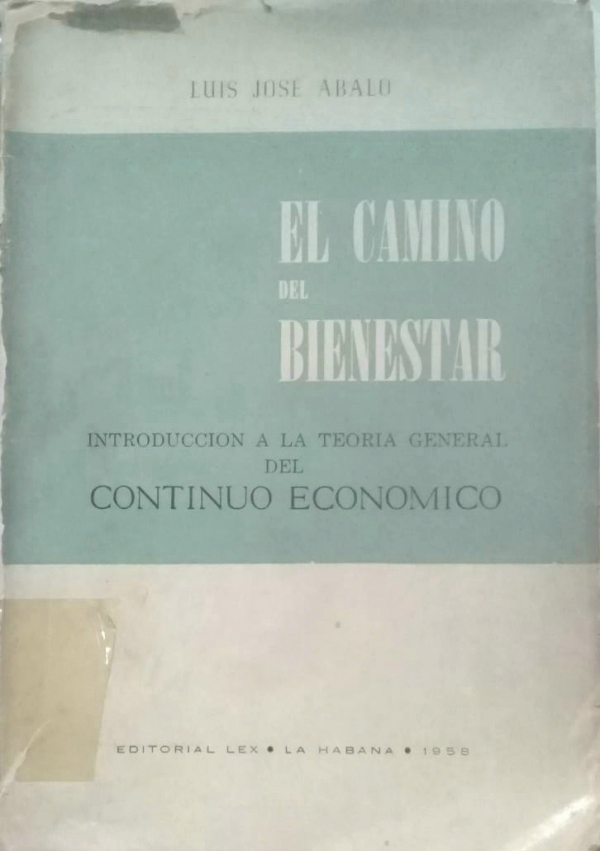 LUIS JOSE ABALO
EL CAMINO
DEL
BIENESTAR
INTRODUCCION A LA TEORIA GENERAL
DEL
CONTINUO ECONOMICO
EDITORIAL LEX • LA HABANA • 1958